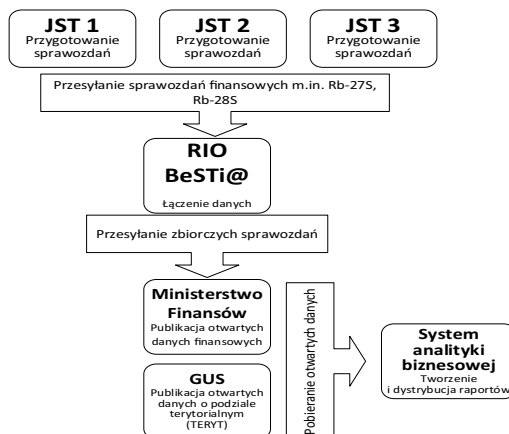 JST 1
Przygotowanie
sprawozdań
JST 2
Przygotowanie
sprawozdań
JST 3
Przygotowanie
sprawozdań
Przesyłanie sprawozdań finansowych m.in. Rb-27S,
Rb-28S
RIO
BeSTi@
Łączenie danych
Przesyłanie zbiorczych sprawozdań
Ministerstwo
Finansów
Publikacja otwartych
danych finansowych
GUS
Publikacja otwartych
danych o podziale
terytorialnym
(TERYT)
Pobieranie otwartych danych
System
analityki
biznesowej
Tworzenie
i dystrybucja raportów